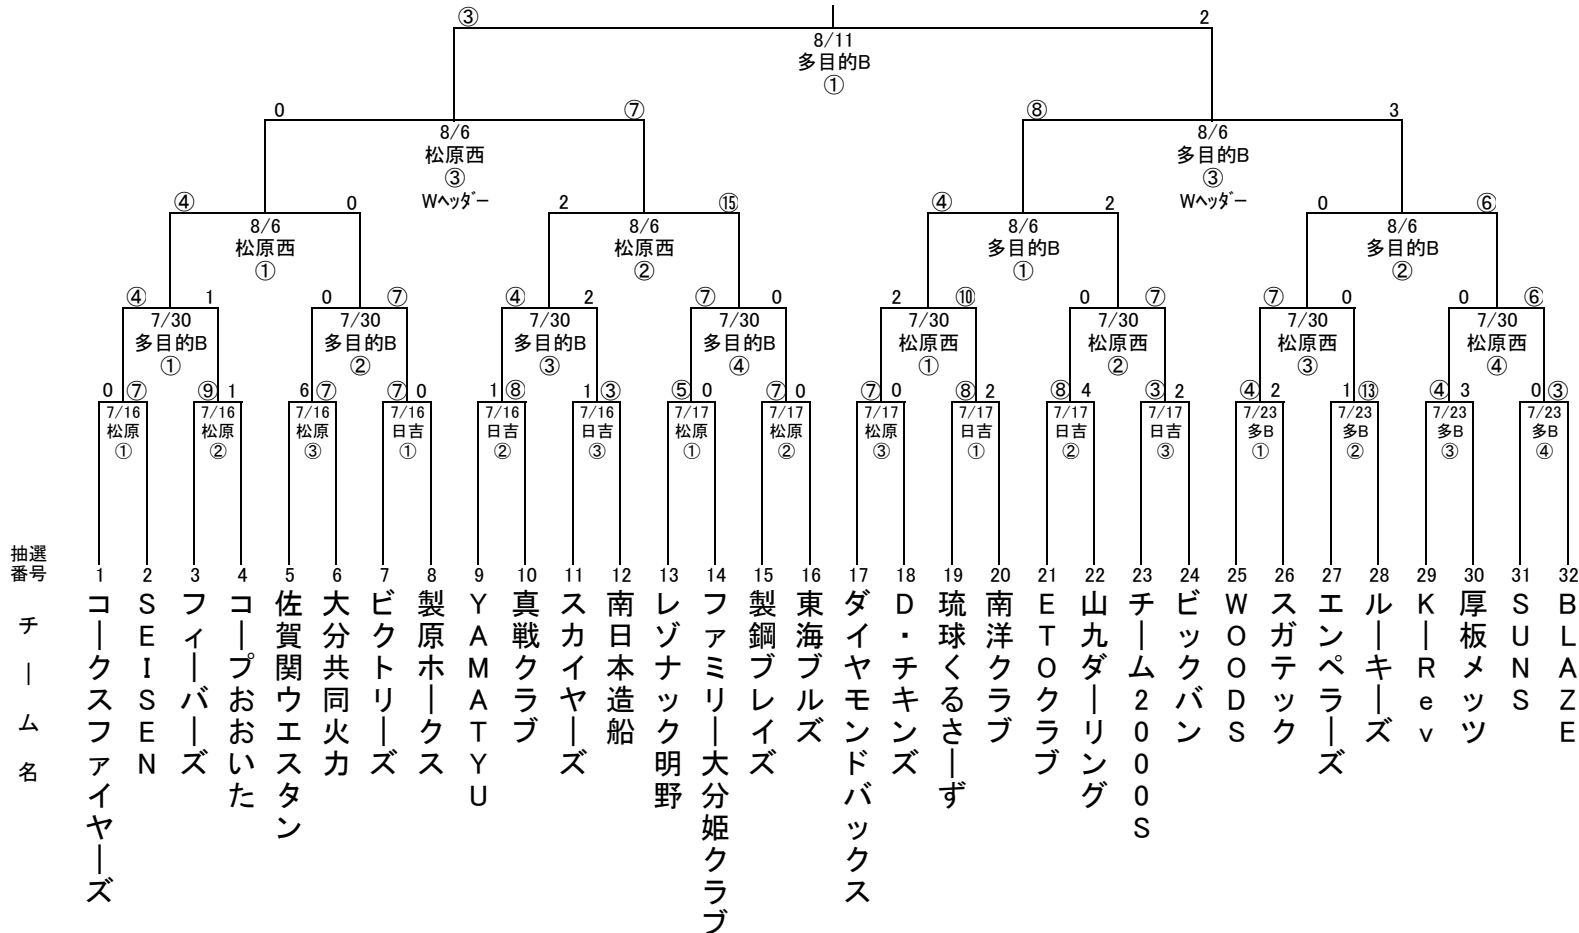 ③ 2
8/11
多目的B
①
0 ⑦ ⑧ 3
8/6 8/6
松原西 多目的B
③ ③
Wヘッダー Wヘッダー
④ 0 2 ⑮ ④ 2 0 ⑥
8/6 8/6 8/6 8/6
松原西 松原西 多目的B 多目的B
① ② ① ②
④ 1 0 ⑦ ④ 2 ⑦ 0 2 ⑩ 0 ⑦ ⑦ 0 0 ⑥
7/30 7/30 7/30 7/30 7/30 7/30 7/30 7/30
多目的B 多目的B 多目的B 多目的B 松原西 松原西 松原西 松原西
① ② ③ ④ ① ② ③ ④
0 ⑦ ⑨ 1 6 ⑦ ⑦ 0 1 ⑧ 1 ③ ⑤ 0 ⑦ 0 ⑦ 0 ⑧ 2 ⑧ 4 ③ 2 ④ 2 1 ⑬ ④ 3 0 ③
7/16 7/16 7/16 7/16 7/16 7/16 7/17 7/17 7/17 7/17 7/17 7/17 7/23 7/23 7/23 7/23
松原 松原 松原 日吉 日吉 日吉 松原 松原 松原 日吉 日吉 日吉 多B 多B 多B 多B
① ② ③ ① ② ③ ① ② ③ ① ② ③ ① ② ③ ④
抽選
番号
1 2 3 4 5 6 7 8 9 10 11 12 13 14 15 16 17 18 19 20 21 22 23 24 25 26 27 28 29 30 31 32
チーム名
コークスファイヤーズ
SEISEN
フィーバーズ
コープおおいた
佐賀関ウエスタン
大分共同火力
ビクトリーズ
製原ホークス
YAMATYU
真戦クラブ
スカイヤーズ
南日本造船
レゾナック明野
ファミリー大分姫クラブ
製鋼ブレイズ
東海ブルズ
ダイヤモンドバックス
D・チキンズ
琉球くるさーず
南洋クラブ
ETOクラブ
山九ダーリング
チーム2000S
ビックバン
WOODS
スガテック
エンペラーズ
ルーキーズ
KーRev
厚板メッツ
SUNS
BLAZE